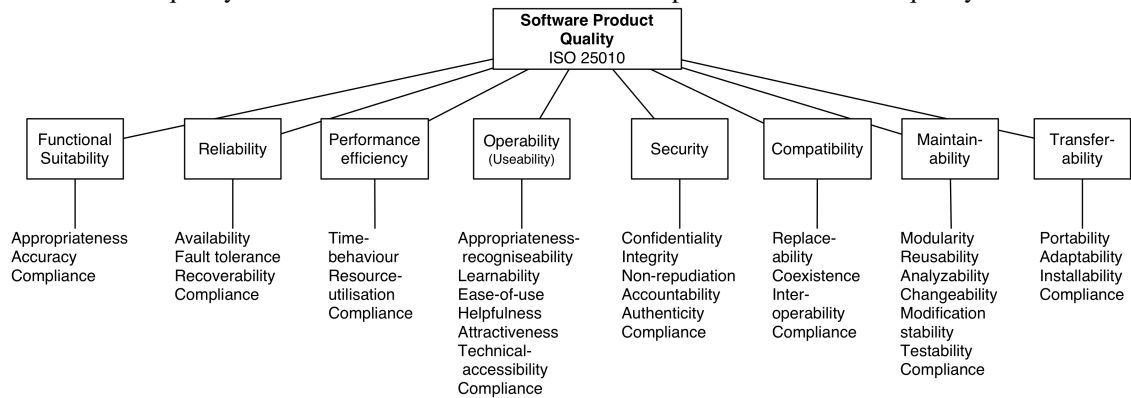 Software Product
Quality
ISO 25010
Functional
Suitability
Reliability
Performance
efficiency
Operability
(Useability)
Security
Compatibility
Maintain-
ability
Transfer-
ability
Appropriateness
Accuracy
Compliance
Availability
Fault tolerance
Recoverability
Compliance
Time-
behaviour
Resource-
utilisation
Compliance
Appropriateness-
recogniseability
Learnability
Ease-of-use
Helpfulness
Attractiveness
Technical-
accessibility
Compliance
Confidentiality
Integrity
Non-repudiation
Accountability
Authenticity
Compliance
Replace-
ability
Coexistence
Inter-
operability
Compliance
Modularity
Reusability
Analyzability
Changeability
Modification
stability
Testability
Compliance
Portability
Adaptability
Installability
Compliance